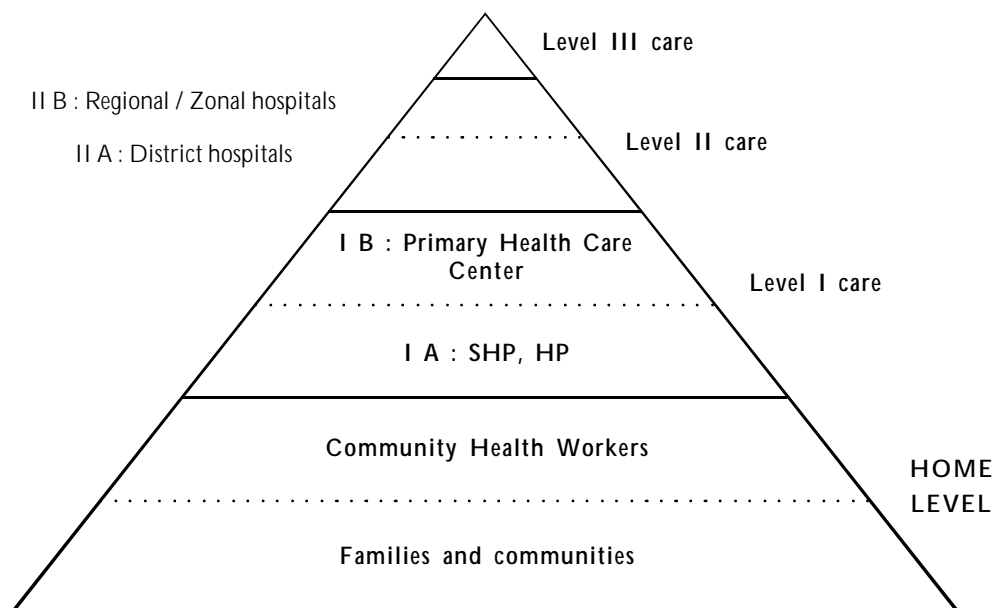 Level III care
II B : Regional / Zonal hospitals
Level II care
II A : District hospitals
I B : Primary Health Care
Center
Level I care
I A : SHP, HP
Community Health Workers
HOME
LEVEL
Families and communities